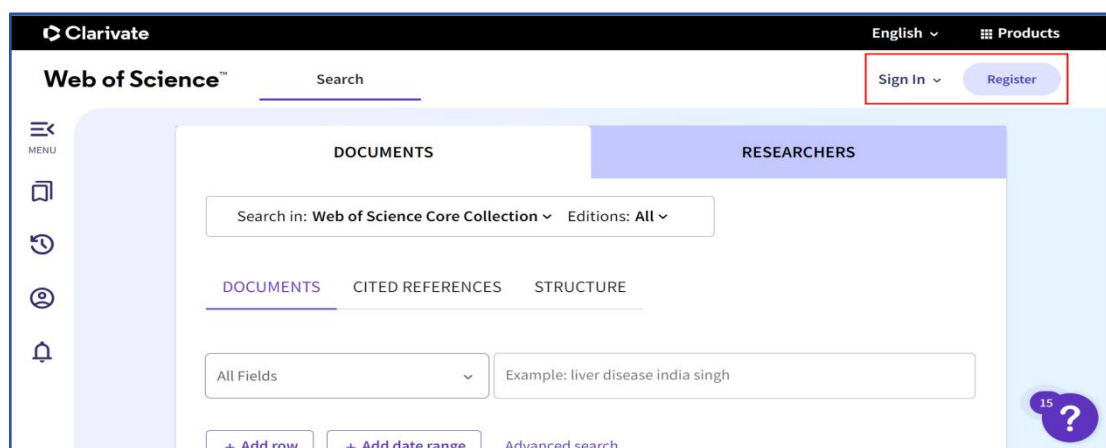 Clarivate English Products
Web of Science™ Search Sign In Register
MENU
DOCUMENTS RESEARCHERS
Search in: Web of Science Core Collection Editions: All
DOCUMENTS CITED REFERENCES STRUCTURE
All Fields Example: liver disease india singh
15 ?
+ Add row + Add date range Advanced search